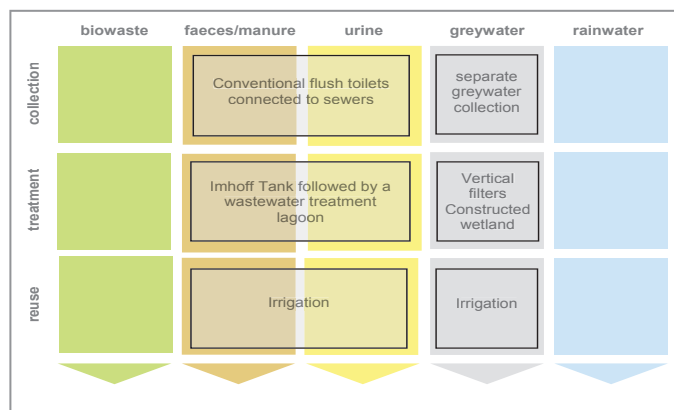 biowaste faeces/manure urine greywater rainwater
collection
Conventional flush toilets
connected to sewers
separate
greywater
collection
treatment
Imhoff Tank followed by a
wastewater treatment
lagoon
Vertical
filters
Constructed
wetland
reuse
Irrigation
Irrigation